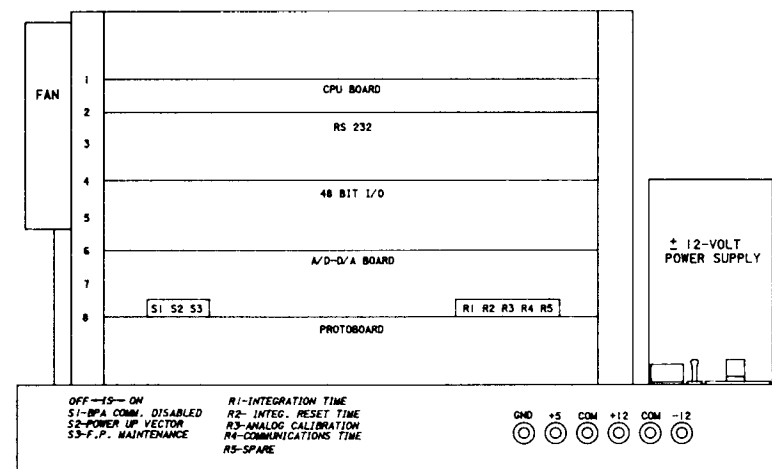 FAN
1
CPU BOARD
2
RS 232
3
4
48 BIT I/O
5
6
A/D-D/A BOARD
7
S1 S2 S3
R1 R2 R3 R4 R5
8
PROTOBOARD
± 12-VOLT
POWER SUPPLY
OFF ←IS→ ON
S1-BPA COMM. DISABLED
S2-POWER UP VECTOR
S3-F.P. MAINTENANCE
R1-INTEGRATION TIME
R2- INTEG. RESET TIME
R3-ANALOG CALIBRATION
R4-COMMUNICATIONS TIME
R5-SPARE
GND +5 COM +12 COM -12